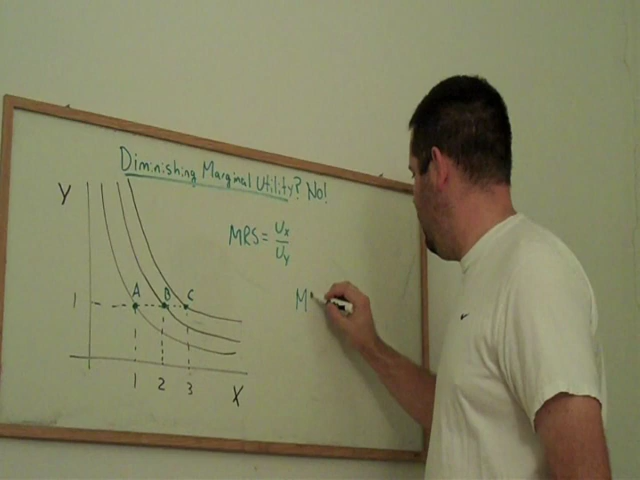 Diminishing Marginal Utility? No!
Y
MRS = Ux
Uy
A B C
1
M
1 2 3
X